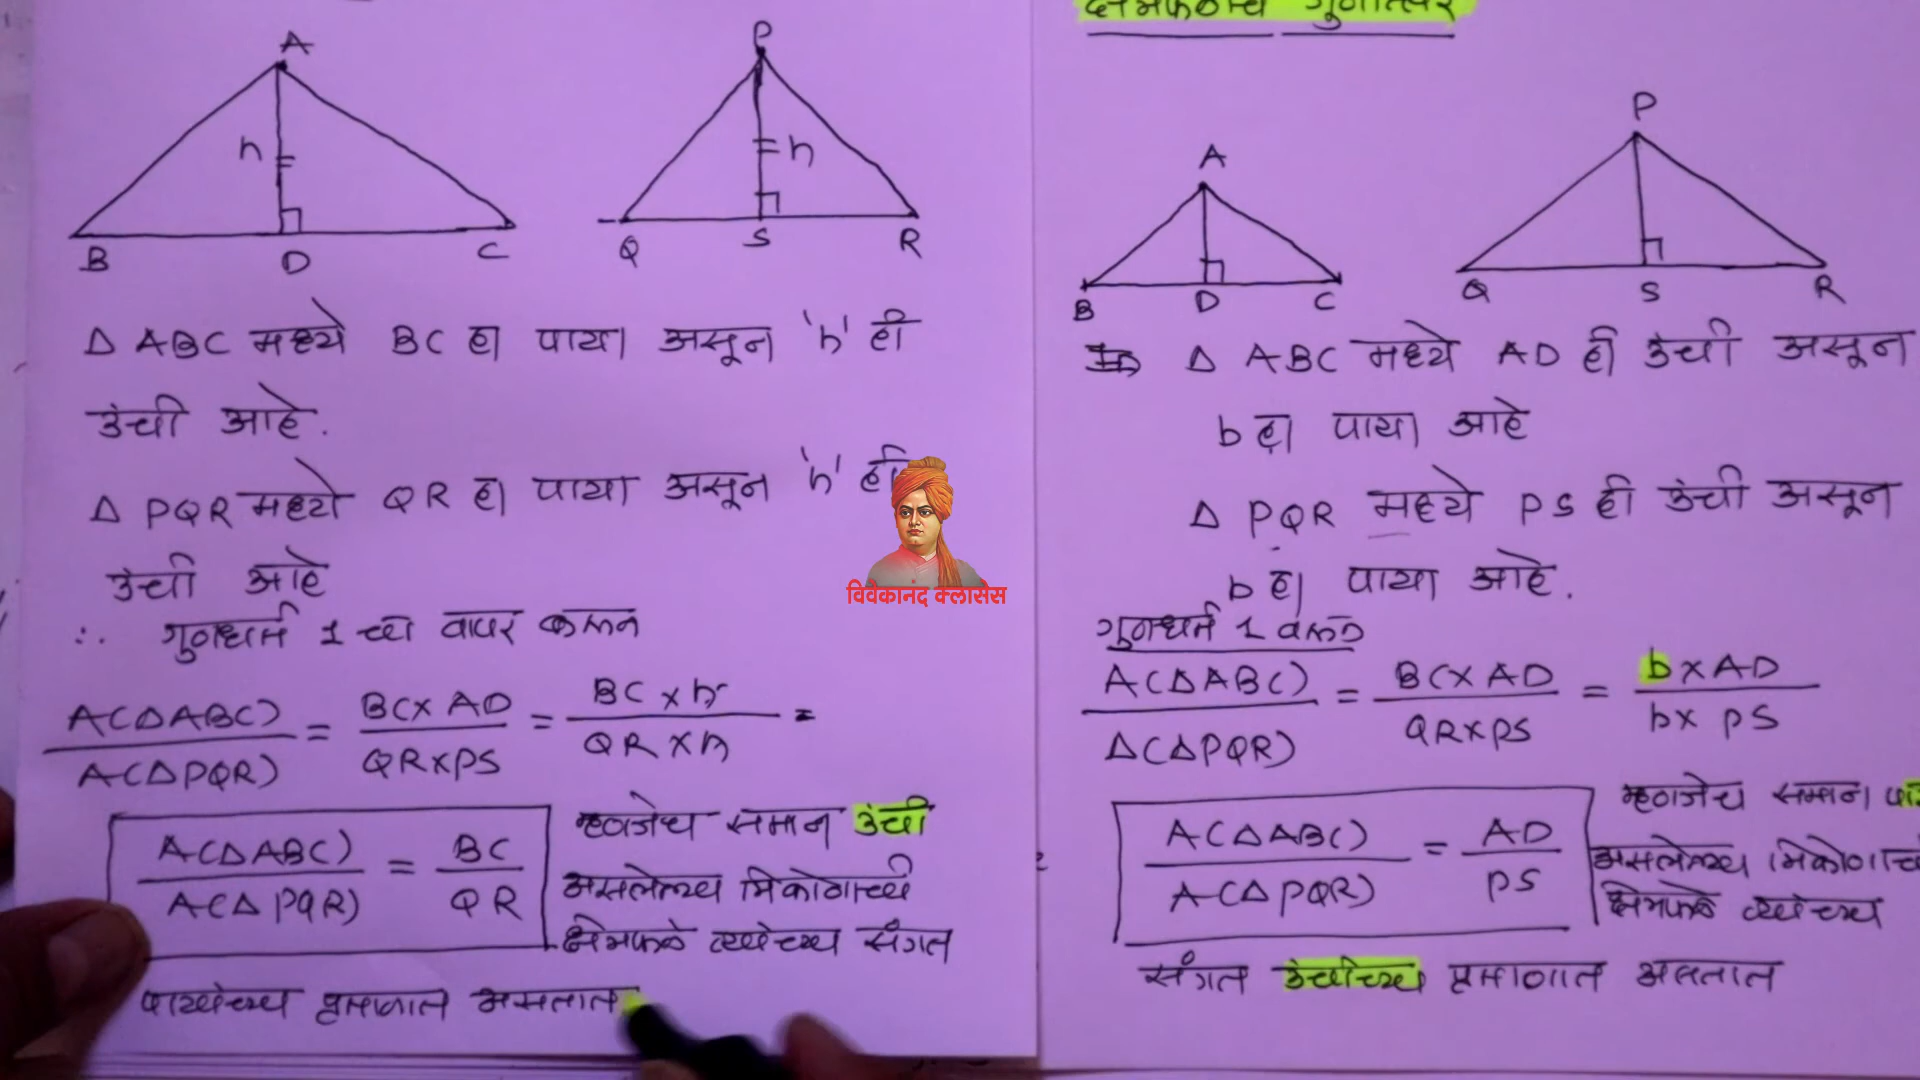 A
P
h
h
B D C
Q S R
Δ ABC मध्ये BC हा पाया असून 'h' ही
उंची आहे.
Δ PQR मध्ये QR हा पाया असून 'h' ही
उंची आहे
∴ गुणधर्म 1 चा वापर करून
A(ΔABC) / A(ΔPQR) = BC×AD / QR×PS = BC×h / QR×h =
A(ΔABC) / A(ΔPQR) = BC / QR
म्हणजेच समान उंची
असलेल्या त्रिकोणाची
क्षेत्रफळे त्यांच्या संगत
पायांच्या प्रमाणात असतात
विवेकानंद क्लासेस
क्षेत्रफळांचे गुणोत्तर
P
A
B D C
Q S R
Δ ABC मध्ये AD ही उंची असून
b हा पाया आहे
Δ PQR मध्ये PS ही उंची असून
b हा पाया आहे.
गुणधर्म 1 वरून
A(ΔABC) / Δ(ΔPQR) = BC×AD / QR×PS = b×AD / b×PS
A(ΔABC) / A(ΔPQR) = AD / PS
म्हणजेच समान
असलेल्या
क्षेत्रफळे त्यांच्या
संगत उंचीच्या प्रमाणात असतात